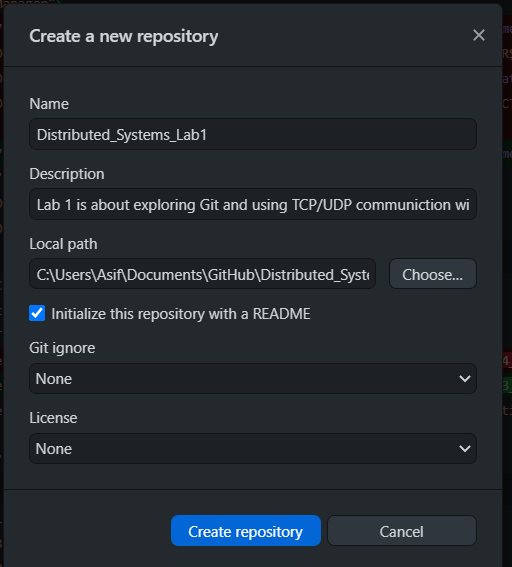 Create a new repository
Name
Distributed_Systems_Lab1
Description
Lab 1 is about exploring Git and using TCP/UDP communiction wi
Local path
C:\Users\Asif\Documents\GitHub\Distributed_Syste
Choose...
Initialize this repository with a README
Git ignore
None
License
None
Create repository
Cancel